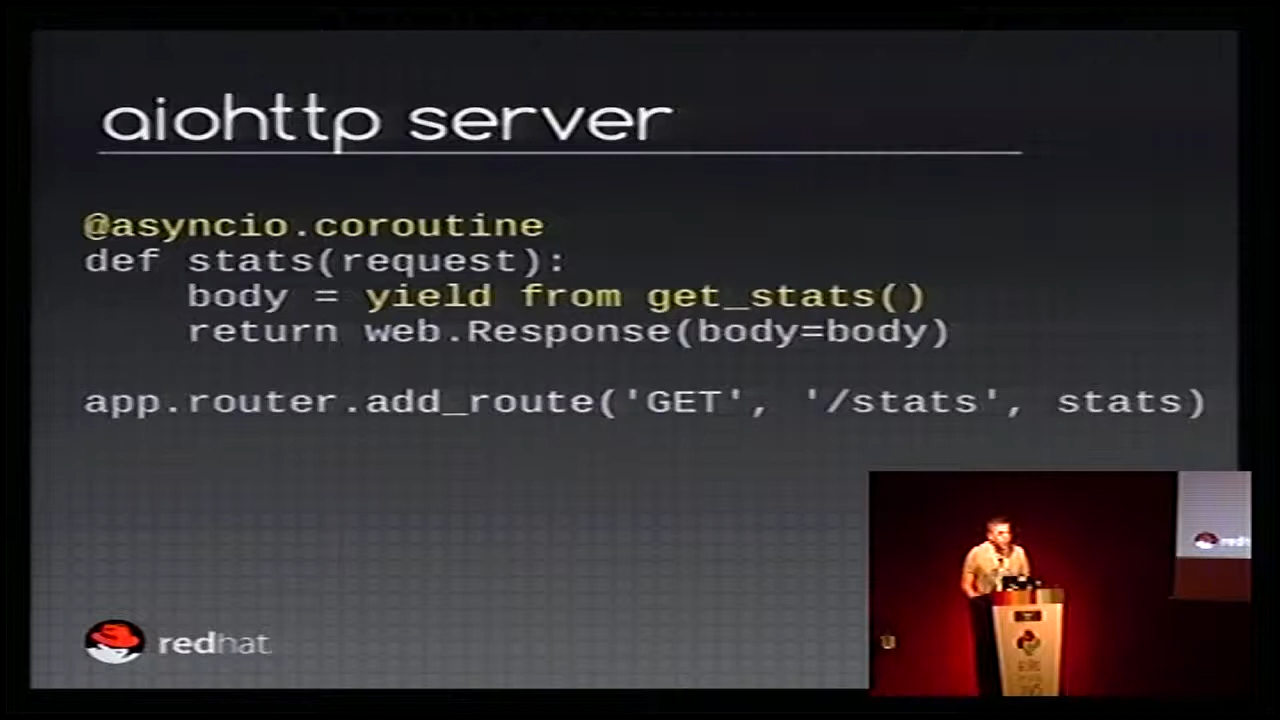 aiohttp server
@asyncio.coroutine
def stats(request):
    body = yield from get_stats()
    return web.Response(body=body)
app.router.add_route('GET', '/stats', stats)
redhat.